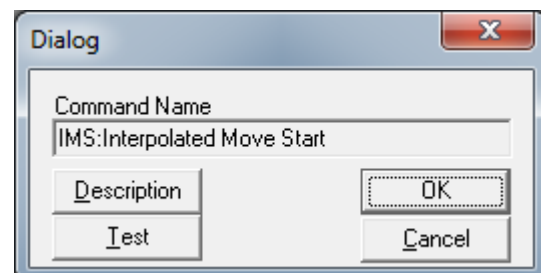 Dialog
Command Name
IMS:Interpolated Move Start
Description OK
Test Cancel